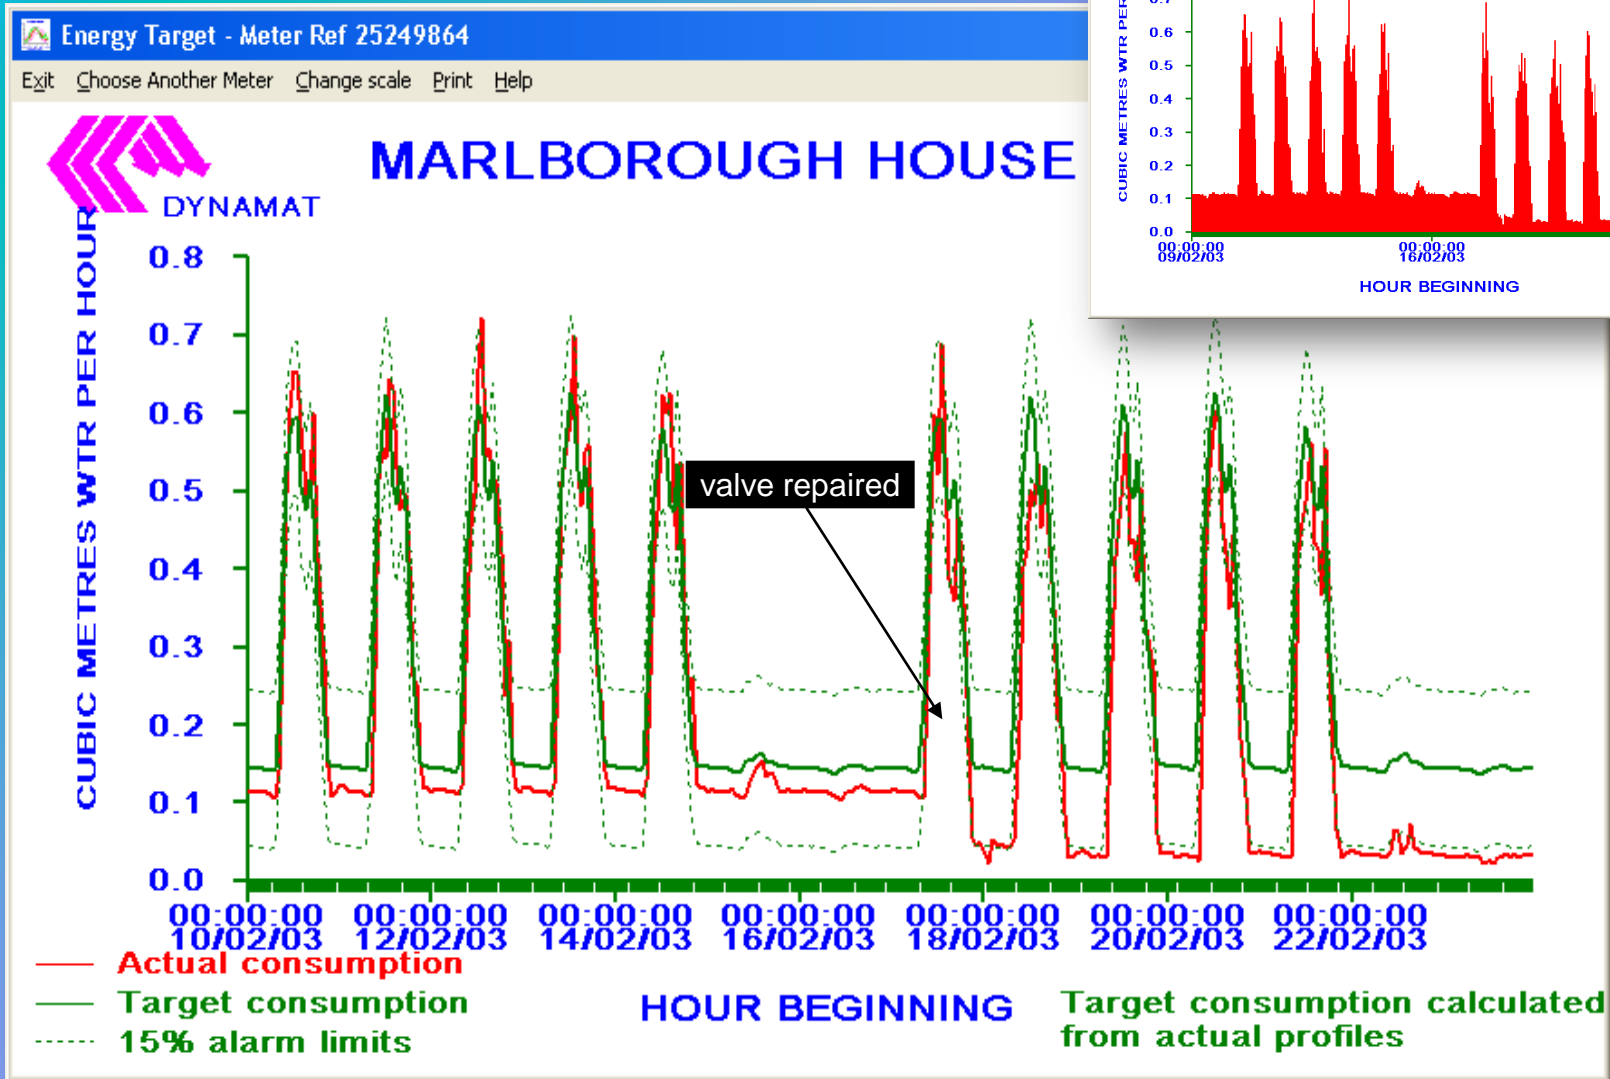 Energy Target - Meter Ref 25249864
Exit Choose Another Meter Change scale Print Help
DYNAMAT
MARLBOROUGH HOUSE
CUBIC METRES WTR PER HOUR
0.8
0.7
0.6
0.5
0.4
0.3
0.2
0.1
0.0
valve repaired
00:00:00 00:00:00 00:00:00 00:00:00 00:00:00 00:00:00 00:00:00
10/02/03 12/02/03 14/02/03 16/02/03 18/02/03 20/02/03 22/02/03
HOUR BEGINNING
Actual consumption
Target consumption
15% alarm limits
Target consumption calculated
from actual profiles
CUBIC METRES WTR PER
0.6
0.5
0.4
0.3
0.2
0.1
0.0
00:00:00 00:00:00
09/02/03 16/02/03
HOUR BEGINNING